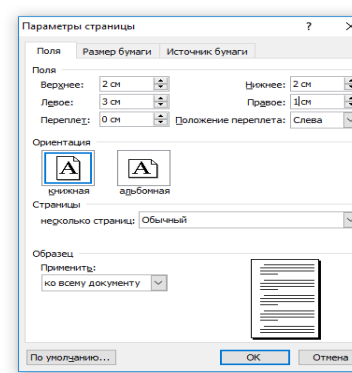 Параметры страницы ?
Поля Размер бумаги Источник бумаги
Поля
Верхнее: 2 см Нижнее: 2 см
Левое: 3 см Правое: 1 см
Переплет: 0 см Положение переплета: Слева
Ориентация
A A
книжная альбомная
Страницы
несколько страниц: Обычный
Образец
Применить:
ко всему документу
По умолчанию... ОК Отмена